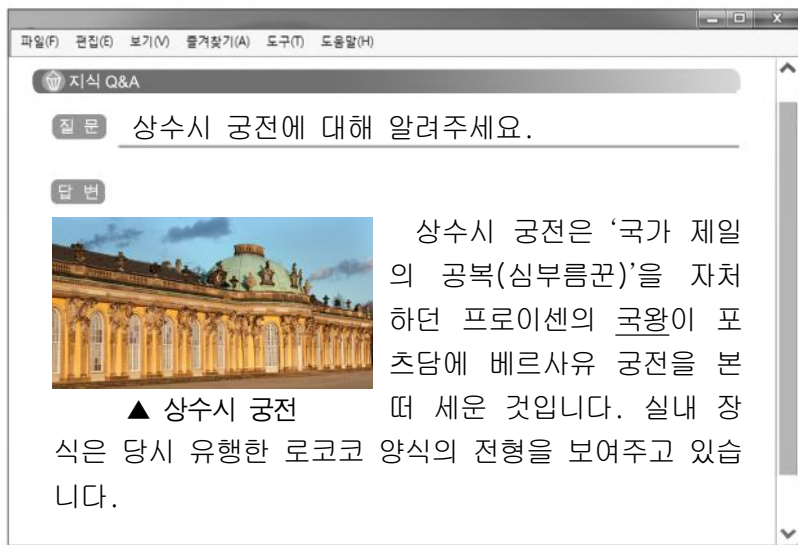 파일(F) 편집(E) 보기(V) 즐겨찾기(A) 도구(T) 도움말(H)
지식 Q&A
질 문 상수시 궁전에 대해 알려주세요.
답 변
상수시 궁전은 ‘국가 제일
의 공복(심부름꾼)’을 자처
하던 프로이센의 국왕이 포
츠담에 베르사유 궁전을 본
떠 세운 것입니다. 실내 장
▲ 상수시 궁전
식은 당시 유행한 로코코 양식의 전형을 보여주고 있습
니다.